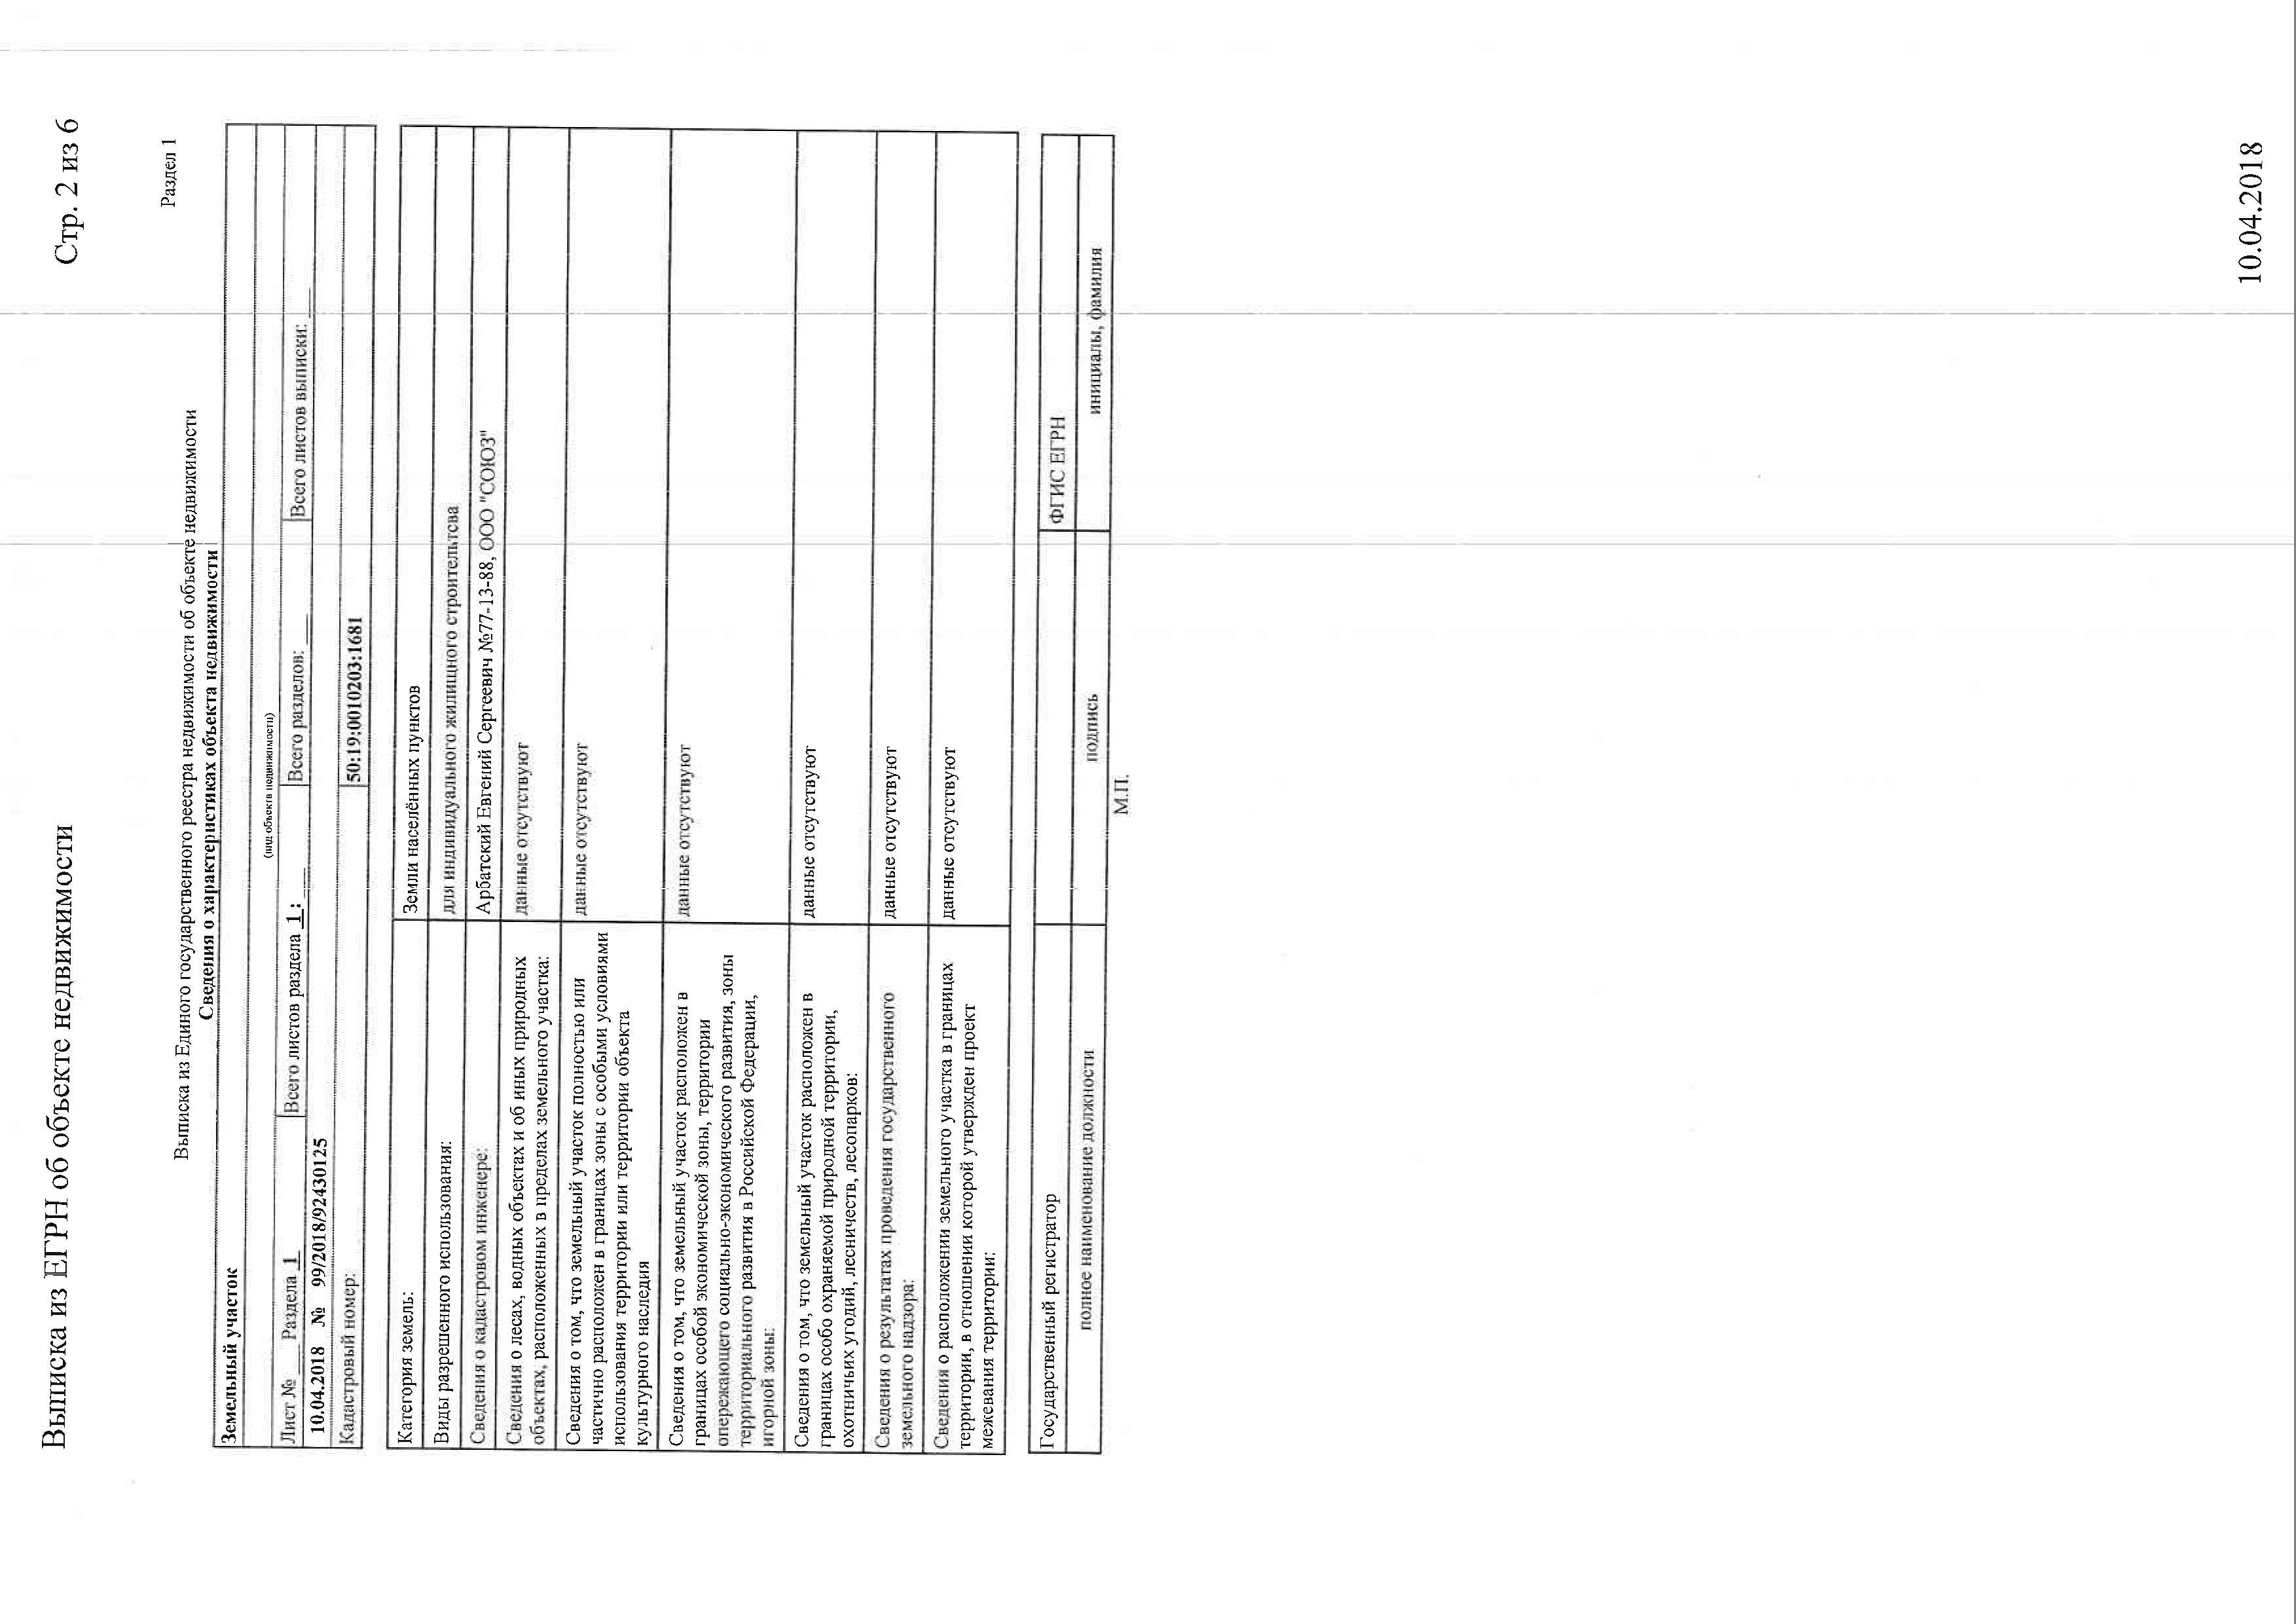 Выписка из ЕГРН об объекте недвижимости Стр. 2 из 6
Раздел 1
Выписка из Единого государственного реестра недвижимости об объекте недвижимости
Сведения о характеристиках объекта недвижимости
Земельный участок
(вид объекта недвижимости)
Лист № ___ Раздела 1 Всего листов раздела 1: ___ Всего разделов: ___ Всего листов выписки: ___
10.04.2018 № 99/2018/92430125
Кадастровый номер: 50:19:0010203:1681
Категория земель: Земли населённых пунктов
Виды разрешенного использования: для индивидуального жилищного строительтсва
Сведения о кадастровом инженере: Арбатский Евгений Сергеевич №77-13-88, ООО "СОЮЗ"
Сведения о лесах, водных объектах и об иных природных данные отсутствуют
объектах, расположенных в пределах земельного участка:
Сведения о том, что земельный участок полностью или данные отсутствуют
частично расположен в границах зоны с особыми условиями
использования территории или территории объекта
культурного наследия
Сведения о том, что земельный участок расположен в данные отсутствуют
границах особой экономической зоны, территории
опережающего социально-экономического развития, зоны
территориального развития в Российской Федерации,
игорной зоны:
Сведения о том, что земельный участок расположен в данные отсутствуют
границах особо охраняемой природной территории,
охотничьих угодий, лесничеств, лесопарков:
Сведения о результатах проведения государственного данные отсутствуют
земельного надзора:
Сведения о расположении земельного участка в границах данные отсутствуют
территории, в отношении которой утвержден проект
межевания территории:
Государственный регистратор ФГИС ЕГРН
полное наименование должности подпись инициалы, фамилия
М.П.
10.04.2018